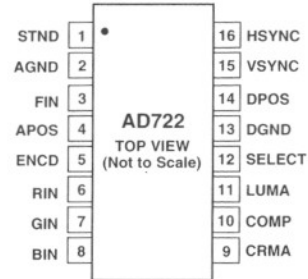 STND 1 16 HSYNC
AGND 2 15 VSYNC
FIN 3 14 DPOS
APOS 4 AD722 13 DGND
ENCD 5 TOP VIEW 12 SELECT
(Not to Scale)
RIN 6 11 LUMA
GIN 7 10 COMP
BIN 8 9 CRMA